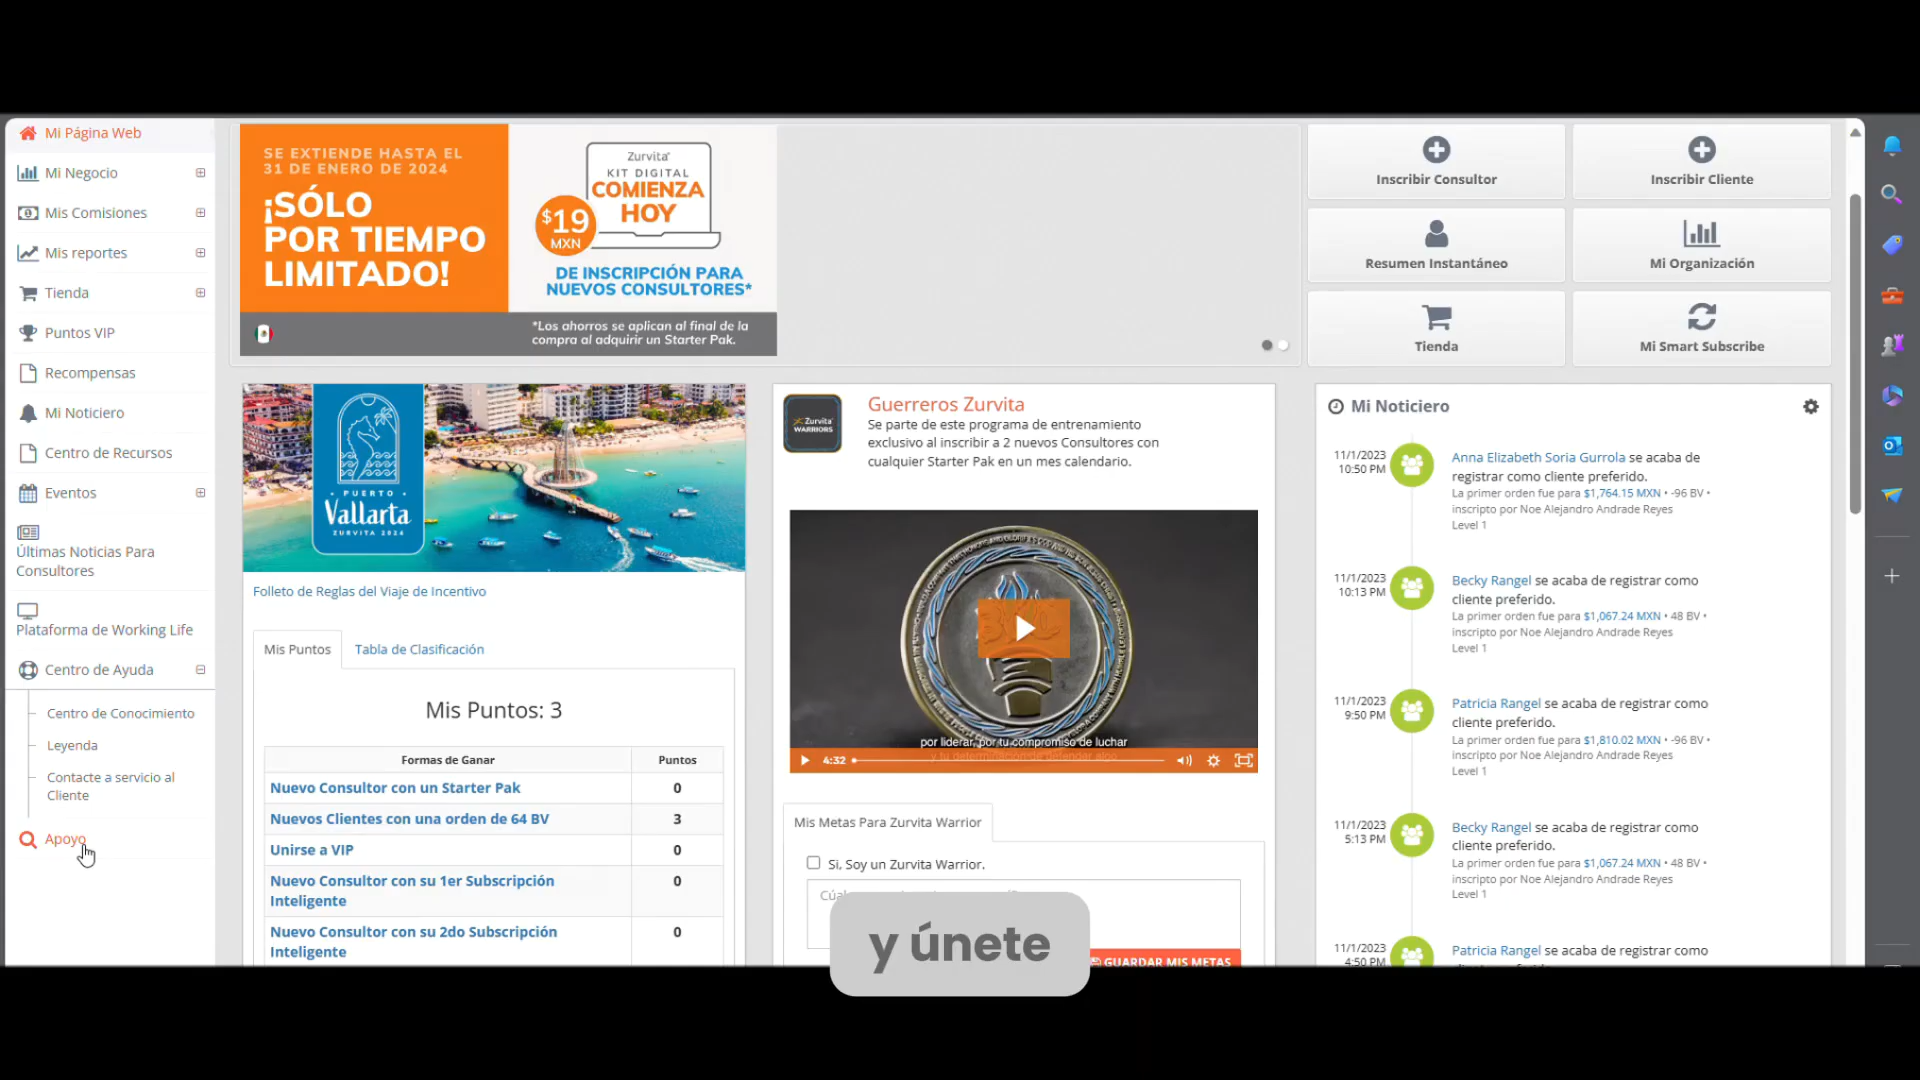 Mi Página Web
Mi Negocio
Mis Comisiones
Mis reportes
Tienda
Puntos VIP
Recompensas
Mi Noticiero
Centro de Recursos
Eventos
Últimas Noticias Para
Consultores
Plataforma de Working Life
Centro de Ayuda
Centro de Conocimiento
Leyenda
Contacte a servicio al
Cliente
Apoyo
SE EXTIENDE HASTA EL
31 DE ENERO DE 2024
¡SÓLO
POR TIEMPO
LIMITADO!
Zurvita
KIT DIGITAL
COMIENZA
HOY
$19
MXN
DE INSCRIPCIÓN PARA
NUEVOS CONSULTORES*
*Los ahorros se aplican al final de la
compra al adquirir un Starter Pak.
Inscribir Consultor
Inscribir Cliente
Resumen Instantáneo
Mi Organización
Tienda
Mi Smart Subscribe
PUERTO
Vallarta
ZURVITA 2024
Folleto de Reglas del Viaje de Incentivo
Mis Puntos
Tabla de Clasificación
Mis Puntos: 3
Formas de Ganar Puntos
Nuevo Consultor con un Starter Pak 0
Nuevos Clientes con una orden de 64 BV 3
Unirse a VIP 0
Nuevo Consultor con su 1er Subscripción 0
Inteligente
Nuevo Consultor con su 2do Subscripción 0
Inteligente
Zurvita
WARRIORS
Guerreros Zurvita
Se parte de este programa de entrenamiento
exclusivo al inscribir a 2 nuevos Consultores con
cualquier Starter Pak en un mes calendario.
por liderar, por tu compromiso de luchar
y tu determinación de defender algo
4:32
Mis Metas Para Zurvita Warrior
Si, Soy un Zurvita Warrior.
GUARDAR MIS METAS
y únete
Mi Noticiero
11/1/2023
10:50 PM
Anna Elizabeth Soria Gurrola se acaba de
registrar como cliente preferido.
La primer orden fue para $1,764.15 MXN • -96 BV •
inscripto por Noe Alejandro Andrade Reyes
Level 1
11/1/2023
10:13 PM
Becky Rangel se acaba de registrar como
cliente preferido.
La primer orden fue para $1,067.24 MXN • 48 BV •
inscripto por Noe Alejandro Andrade Reyes
Level 1
11/1/2023
9:50 PM
Patricia Rangel se acaba de registrar como
cliente preferido.
La primer orden fue para $1,810.02 MXN • -96 BV •
inscripto por Noe Alejandro Andrade Reyes
Level 1
11/1/2023
5:13 PM
Becky Rangel se acaba de registrar como
cliente preferido.
La primer orden fue para $1,067.24 MXN • 48 BV •
inscripto por Noe Alejandro Andrade Reyes
Level 1
11/1/2023
4:50 PM
Patricia Rangel se acaba de registrar como